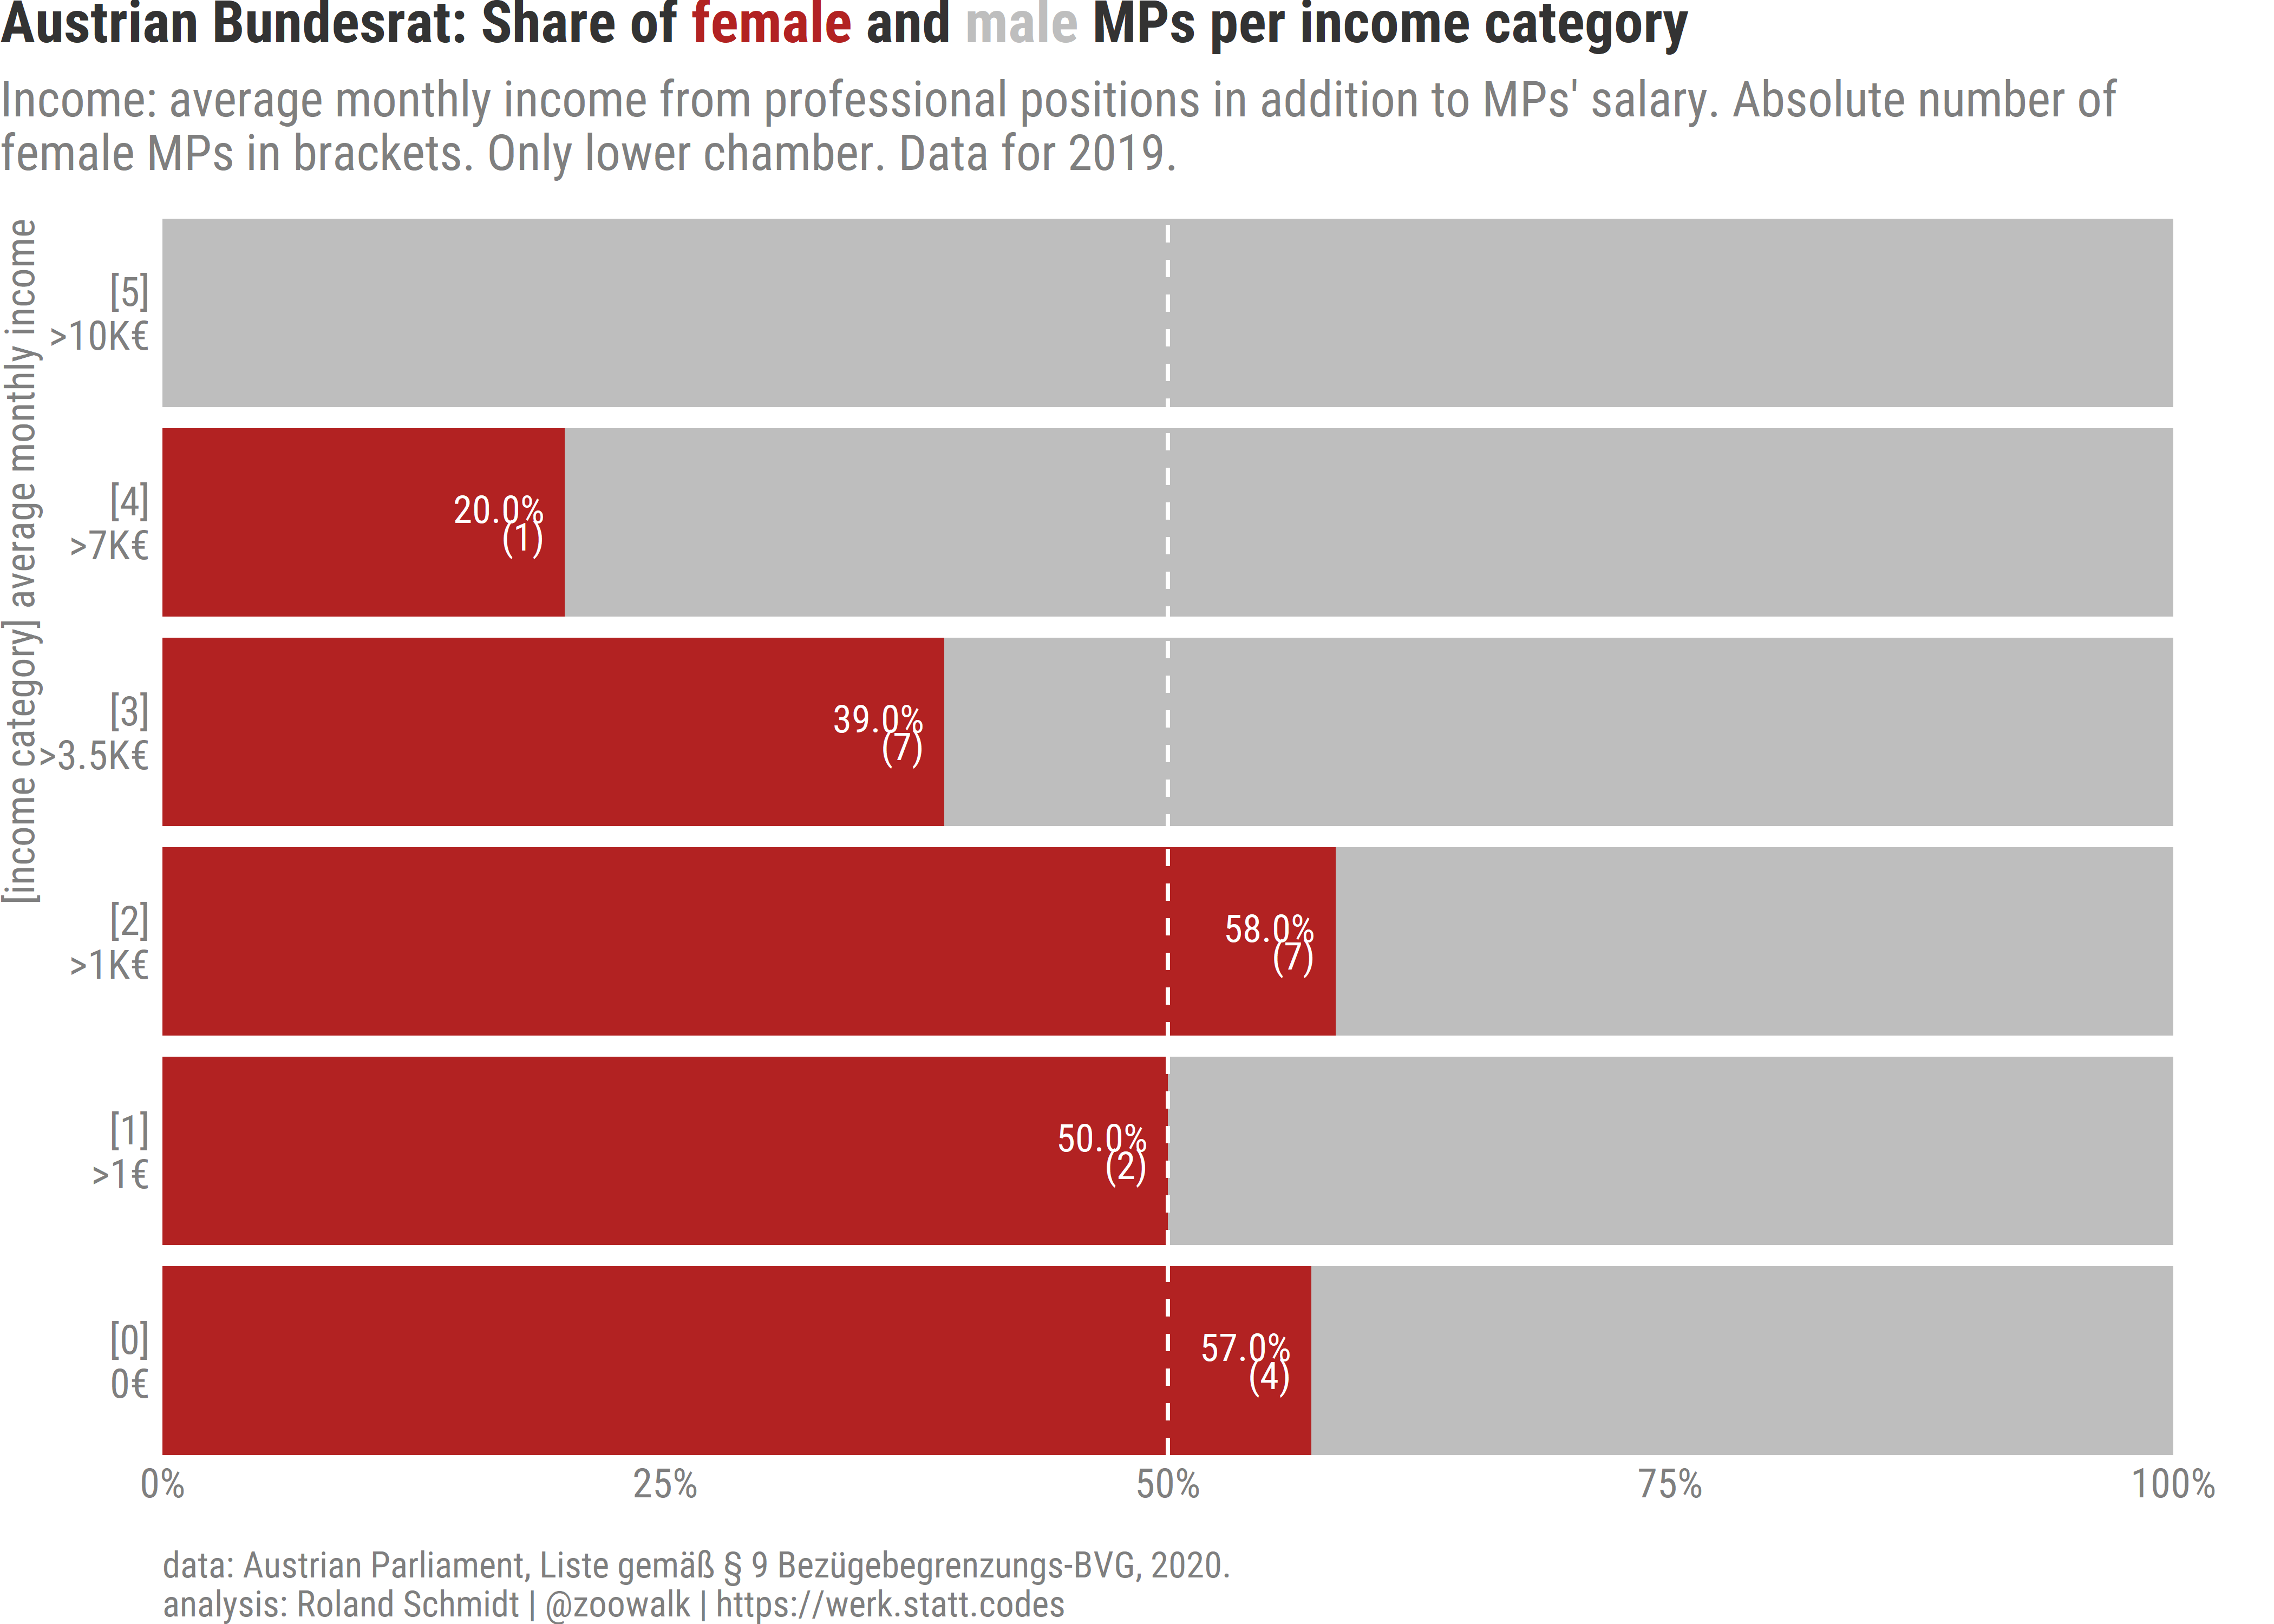 Austrian Bundesrat: Share of female and male MPs per income category
Income: average monthly income from professional positions in addition to MPs' salary. Absolute number of
female MPs in brackets. Only lower chamber. Data for 2019.
[income category] average monthly income
[5]
>10K€
[4]
>7K€
20.0%
(1)
[3]
>3.5K€
39.0%
(7)
[2]
>1K€
58.0%
(7)
[1]
>1€
50.0%
(2)
[0]
0€
57.0%
(4)
0% 25% 50% 75% 100%
data: Austrian Parliament, Liste gemäß § 9 Bezügebegrenzungs-BVG, 2020.
analysis: Roland Schmidt | @zoowalk | https://werk.statt.codes